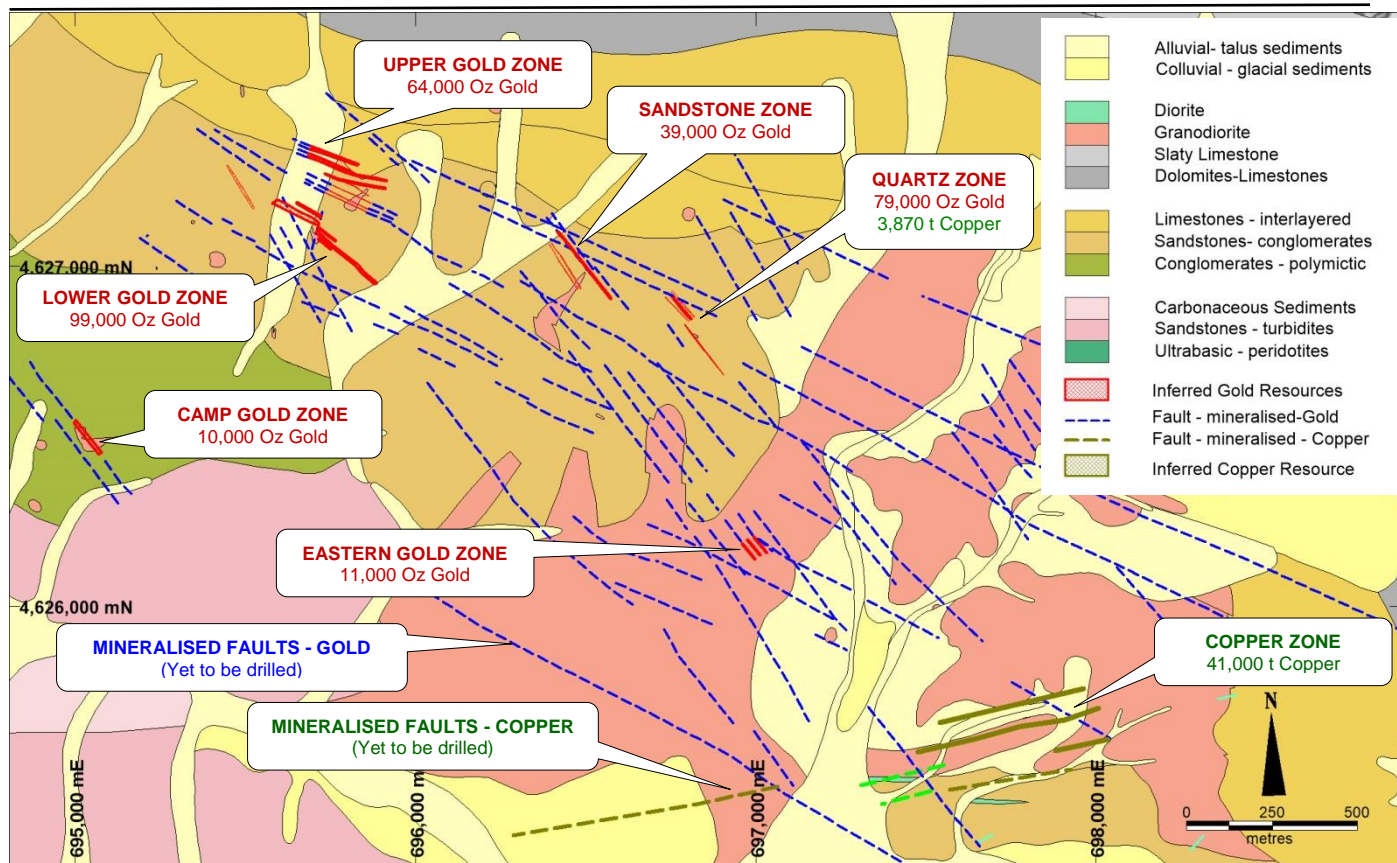 UPPER GOLD ZONE
64,000 Oz Gold
SANDSTONE ZONE
39,000 Oz Gold
QUARTZ ZONE
79,000 Oz Gold
3,870 t Copper
4,627,000 mN
LOWER GOLD ZONE
99,000 Oz Gold
CAMP GOLD ZONE
10,000 Oz Gold
EASTERN GOLD ZONE
11,000 Oz Gold
4,626,000 mN
MINERALISED FAULTS - GOLD
(Yet to be drilled)
COPPER ZONE
41,000 t Copper
MINERALISED FAULTS - COPPER
(Yet to be drilled)
695,000 mE
696,000 mE
697,000 mE
698,000 mE
N
0 250 500
metres
Alluvial- talus sediments
Colluvial - glacial sediments
Diorite
Granodiorite
Slaty Limestone
Dolomites-Limestones
Limestones - interlayered
Sandstones- conglomerates
Conglomerates - polymictic
Carbonaceous Sediments
Sandstones - turbidites
Ultrabasic - peridotites
Inferred Gold Resources
Fault - mineralised-Gold
Fault - mineralised - Copper
Inferred Copper Resource